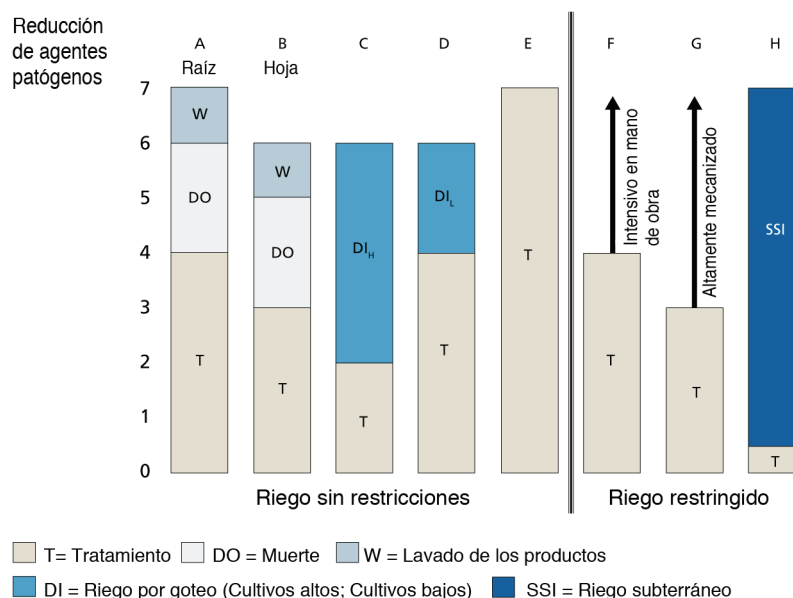 Reducción
de agentes
patógenos
A B C D E F G H
Raíz Hoja
7
6
5
4
3
2
1
0
W
DO
T
W
DO
T
DI_H
T
DI_L
T
T
Intensivo en mano
de obra
T
Altamente mecanizado
T
SSI
T
Riego sin restricciones
Riego restringido
T= Tratamiento DO = Muerte W = Lavado de los productos
DI = Riego por goteo (Cultivos altos; Cultivos bajos) SSI = Riego subterráneo